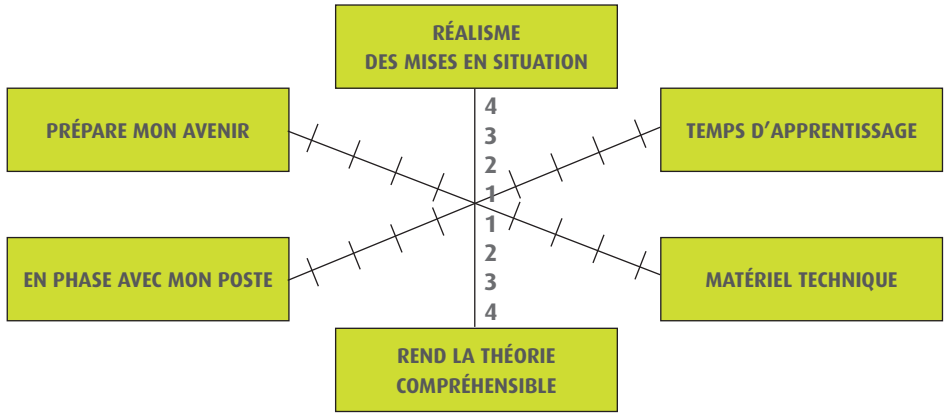 RÉALISME
DES MISES EN SITUATION
PRÉPARE MON AVENIR
TEMPS D'APPRENTISSAGE
4
3
2
1
1
2
3
4
EN PHASE AVEC MON POSTE
MATÉRIEL TECHNIQUE
REND LA THÉORIE
COMPRÉHENSIBLE